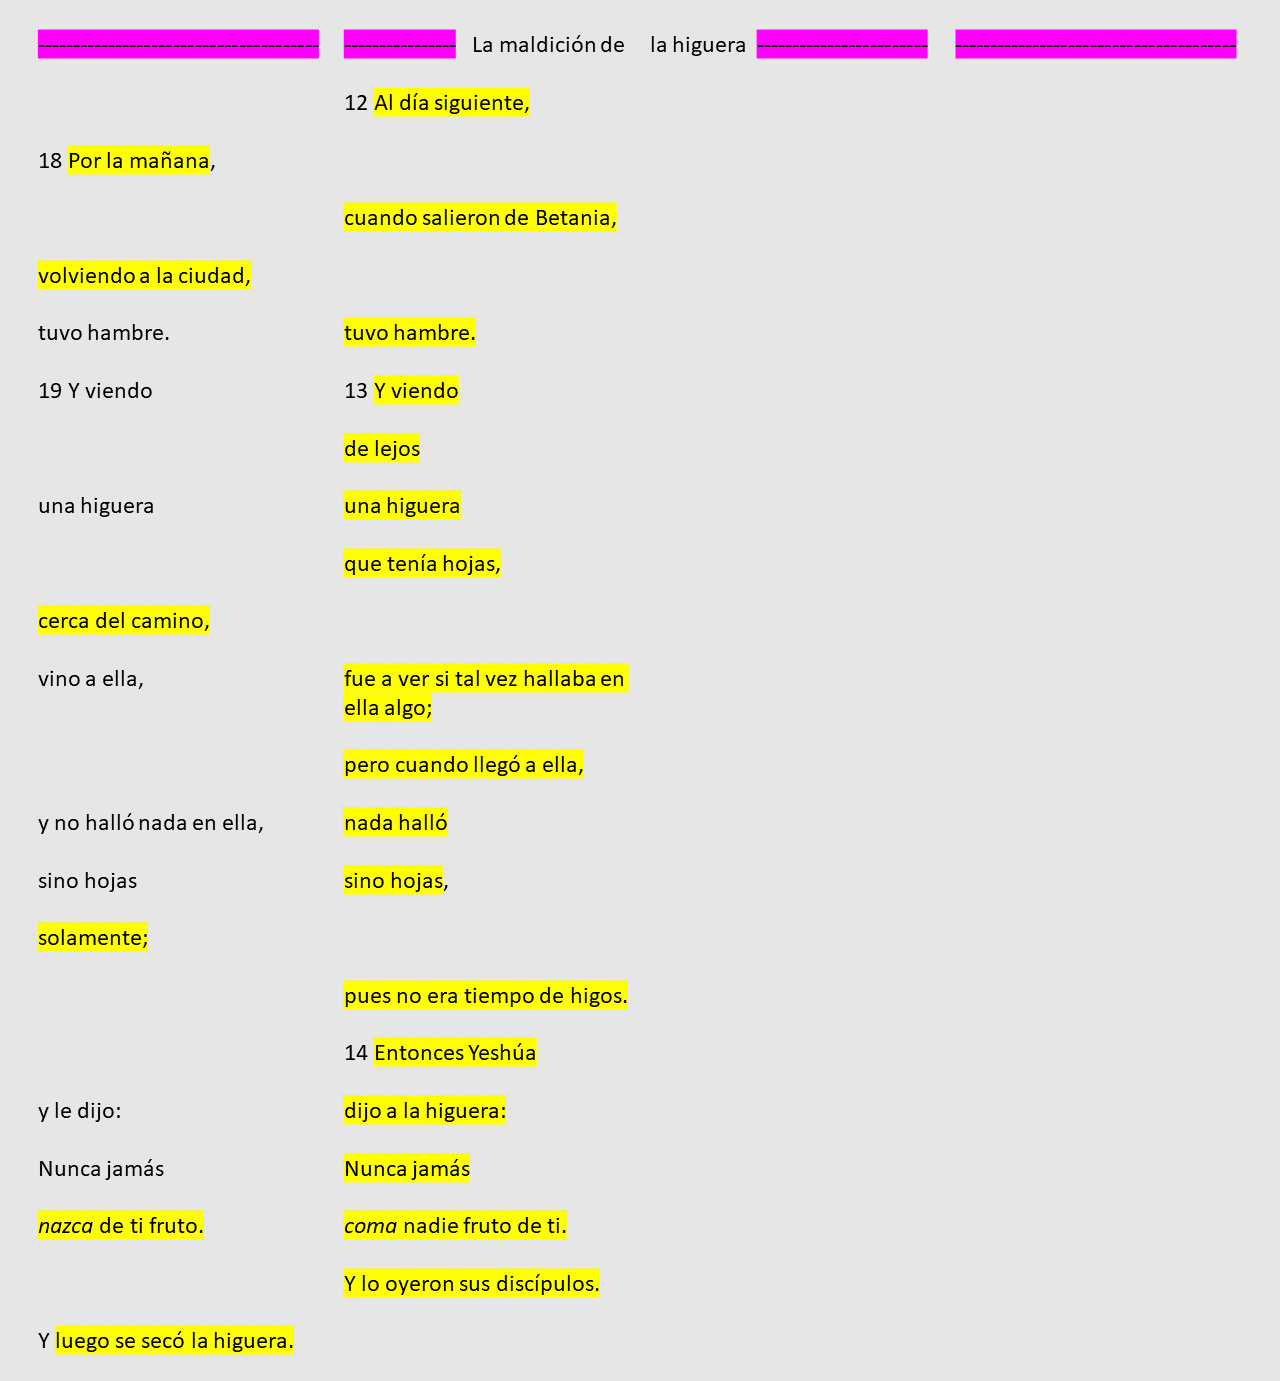 ---------------------------------------- ---------------- La maldición de la higuera ------------------------ ----------------------------------------
12 Al día siguiente,
18 Por la mañana,
cuando salieron de Betania,
volviendo a la ciudad,
tuvo hambre. tuvo hambre.
19 Y viendo 13 Y viendo
de lejos
una higuera una higuera
que tenía hojas,
cerca del camino,
vino a ella, fue a ver si tal vez hallaba en
ella algo;
pero cuando llegó a ella,
y no halló nada en ella, nada halló
sino hojas sino hojas,
solamente;
pues no era tiempo de higos.
14 Entonces Yeshúa
y le dijo: dijo a la higuera:
Nunca jamás Nunca jamás
nazca de ti fruto. coma nadie fruto de ti.
Y lo oyeron sus discípulos.
Y luego se secó la higuera.